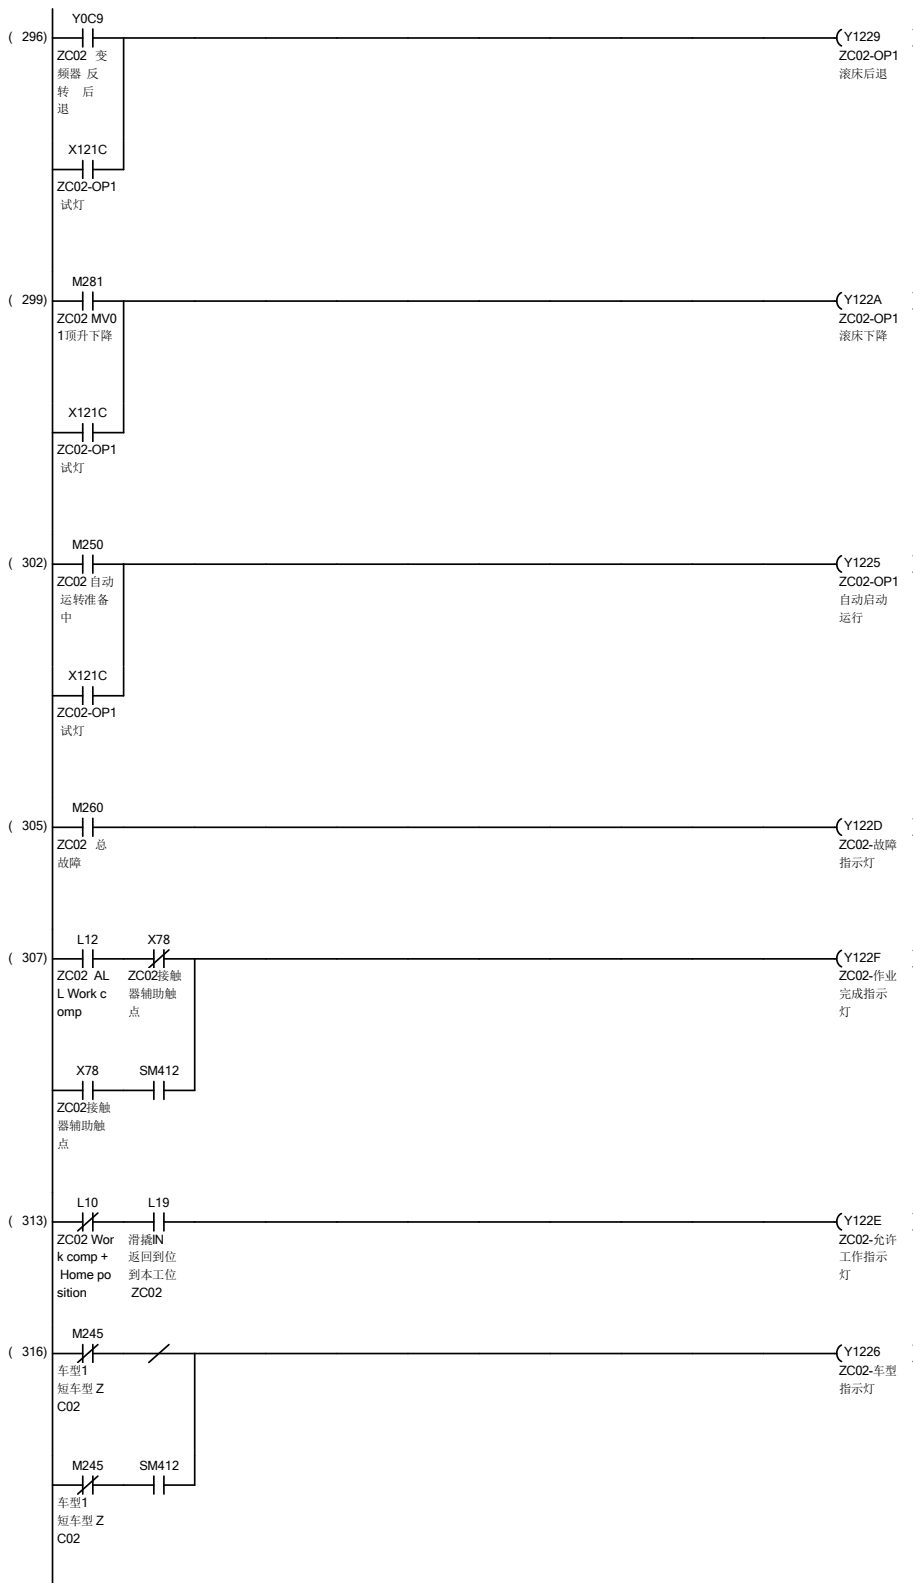 Y0C9
( 296) (Y1229
ZC02 变 ZC02-OP1
频器 反 滚床后退
转 后
退
X121C
ZC02-OP1
试灯
M281
( 299) (Y122A
ZC02 MV0 ZC02-OP1
1顶升下降 滚床下降
X121C
ZC02-OP1
试灯
M250
( 302) (Y1225
ZC02 自动 ZC02-OP1
运转准备 自动启动
中 运行
X121C
ZC02-OP1
试灯
M260
( 305) (Y122D
ZC02 总 ZC02-故障
故障 指示灯
L12 X78
( 307) (Y122F
ZC02 AL ZC02接触 ZC02-作业
L Work c 器辅助触 完成指示
omp 点 灯
X78 SM412
ZC02接触
器辅助触
点
L10 L19
( 313) (Y122E
ZC02 Wor 滑撬IN ZC02-允许
k comp + 返回到位 工作指示
Home po 到本工位 灯
sition ZC02
M245
( 316) (Y1226
车型1 ZC02-车型
短车型 Z 指示灯
C02
M245 SM412
车型1
短车型 Z
C02